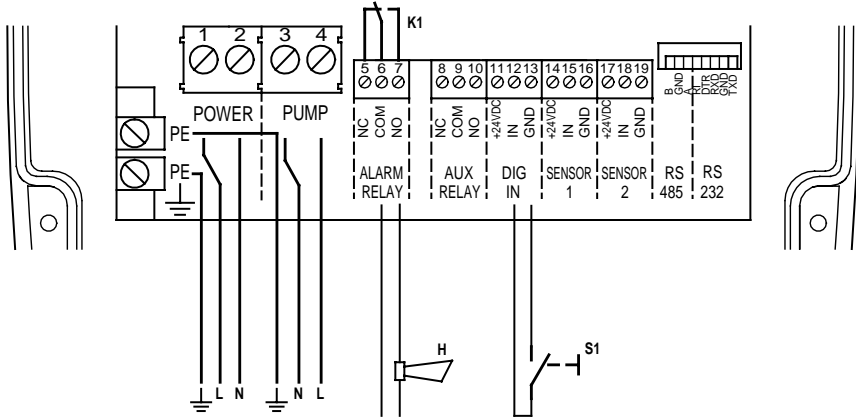 K1
1 2 3 4
5 6 7 8 9 10 11 12 13 14 15 16 17 18 19
B GND A RI DTR RXD GND TXD
POWER PUMP
NC COM NO NC COM NO +24VDC IN GND +24VDC IN GND +24VDC IN GND
PE
PE
ALARM RELAY
AUX RELAY
DIG IN
SENSOR 1
SENSOR 2
RS 485
RS 232
H
S1
L N N L